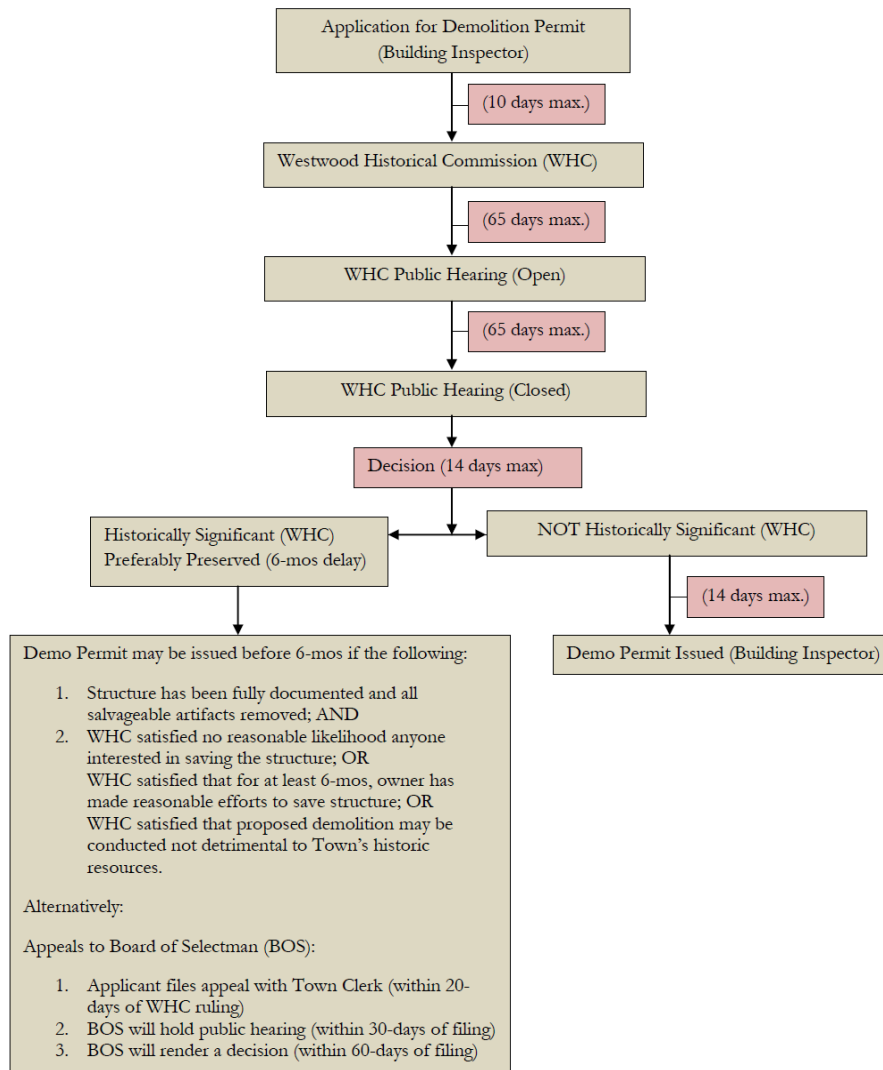 Application for Demolition Permit
(Building Inspector)
(10 days max.)
Westwood Historical Commission (WHC)
(65 days max.)
WHC Public Hearing (Open)
(65 days max.)
WHC Public Hearing (Closed)
Decision (14 days max)
Historically Significant (WHC)
Preferably Preserved (6-mos delay)
NOT Historically Significant (WHC)
(14 days max.)
Demo Permit Issued (Building Inspector)
Demo Permit may be issued before 6-mos if the following:
1. Structure has been fully documented and all
salvageable artifacts removed; AND
2. WHC satisfied no reasonable likelihood anyone
interested in saving the structure; OR
WHC satisfied that for at least 6-mos, owner has
made reasonable efforts to save structure; OR
WHC satisfied that proposed demolition may be
conducted not detrimental to Town's historic
resources.
Alternatively:
Appeals to Board of Selectman (BOS):
1. Applicant files appeal with Town Clerk (within 20-
days of WHC ruling)
2. BOS will hold public hearing (within 30-days of filing)
3. BOS will render a decision (within 60-days of filing)